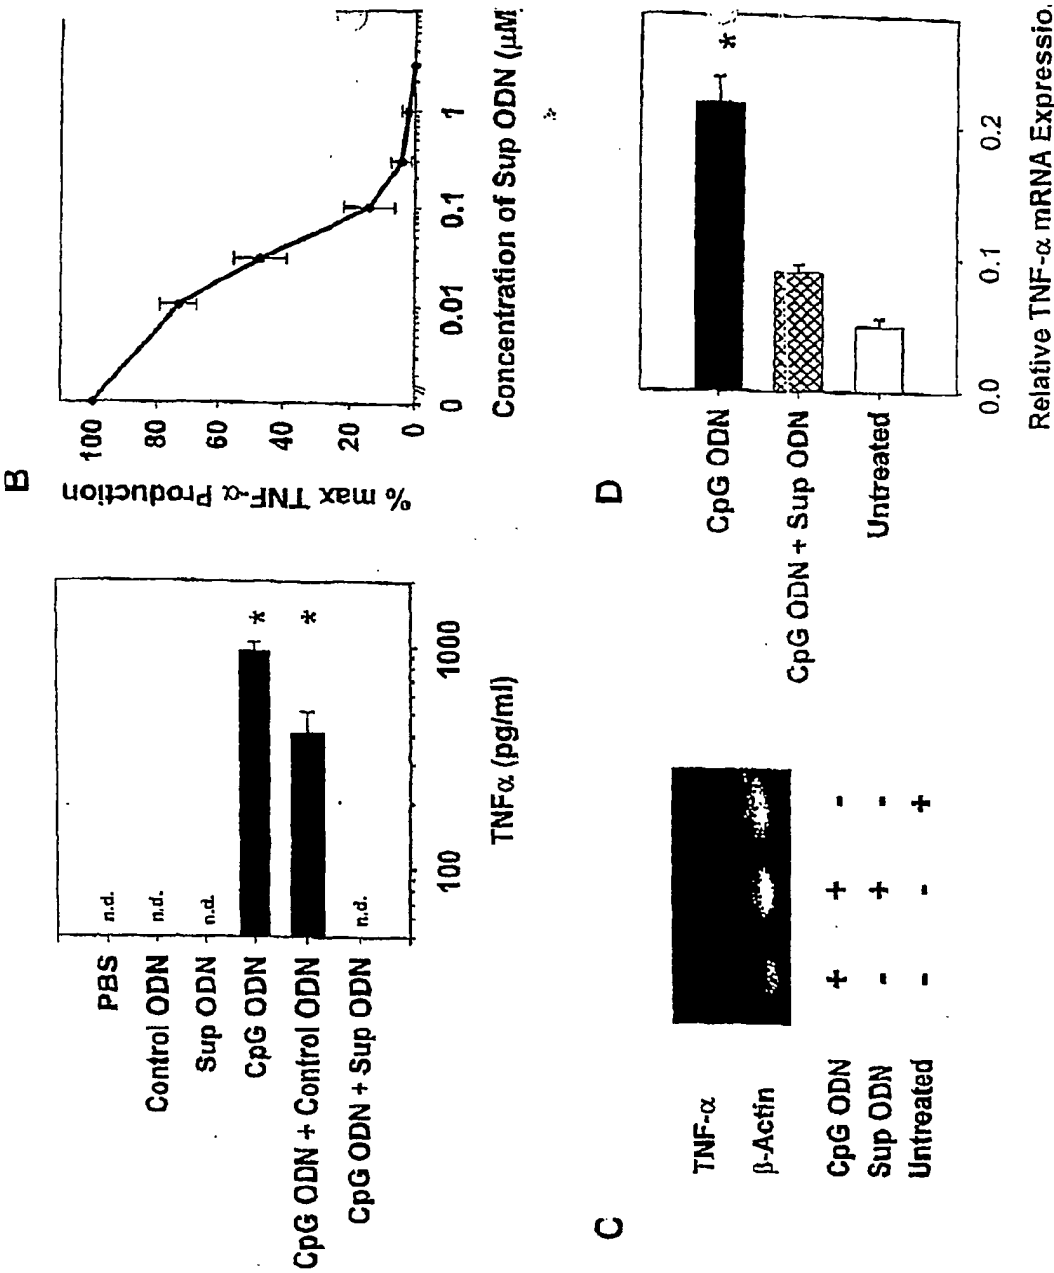 PBS
Control ODN
Sup ODN
CpG ODN
CpG ODN + Control ODN
CpG ODN + Sup ODN
n.d.
n.d.
n.d.
*
*
n.d.
100
1000
TNFα (pg/ml)
B
% max TNF-α Production
100
80
60
40
20
0
0
0.01
0.1
1
Concentration of Sup ODN (μM
C
TNF-α
β-Actin
CpG ODN + + -
Sup ODN - + -
Untreated - - +
D
CpG ODN
CpG ODN + Sup ODN
Untreated
*
0.0
0.1
0.2
Relative TNF-α mRNA Expressio